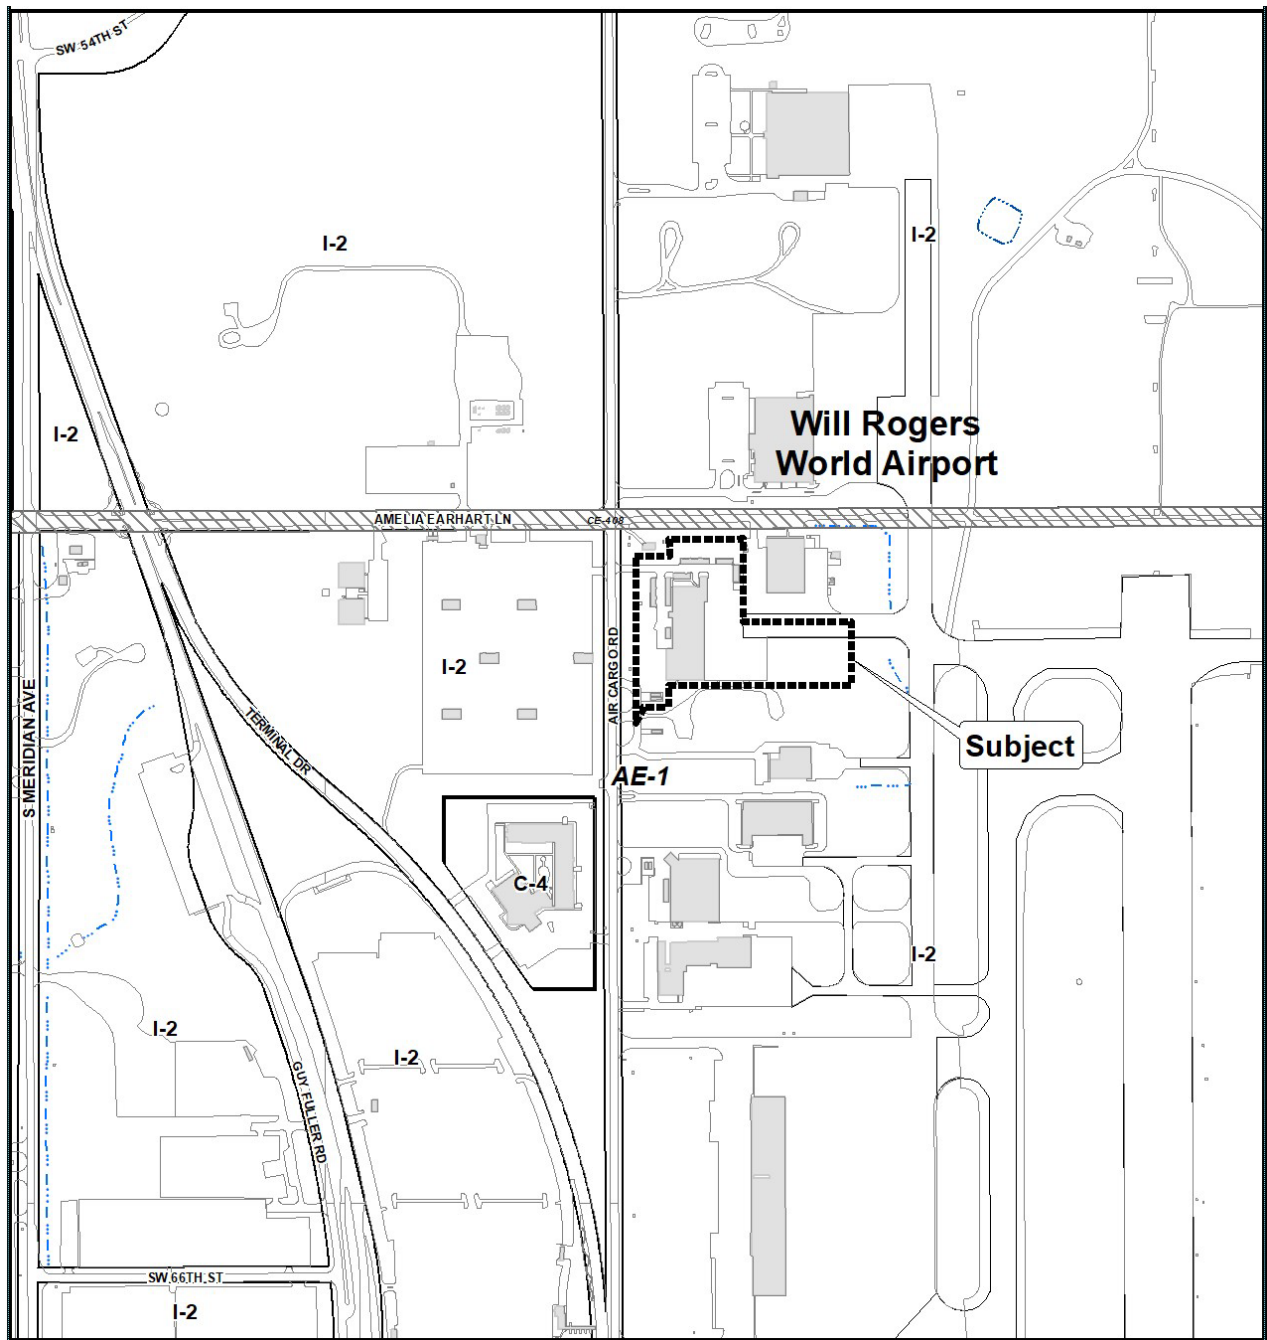 SW 54TH ST
I-2
I-2
I-2
Will Rogers
World Airport
AMELIA EARHART LN
CE-408
I-2
AIR CARGO RD
S MERIDIAN AVE
TERMINAL DR
Subject
AE-1
C-4
I-2
I-2
I-2
GUY FULLER RD
SW 66TH ST
I-2